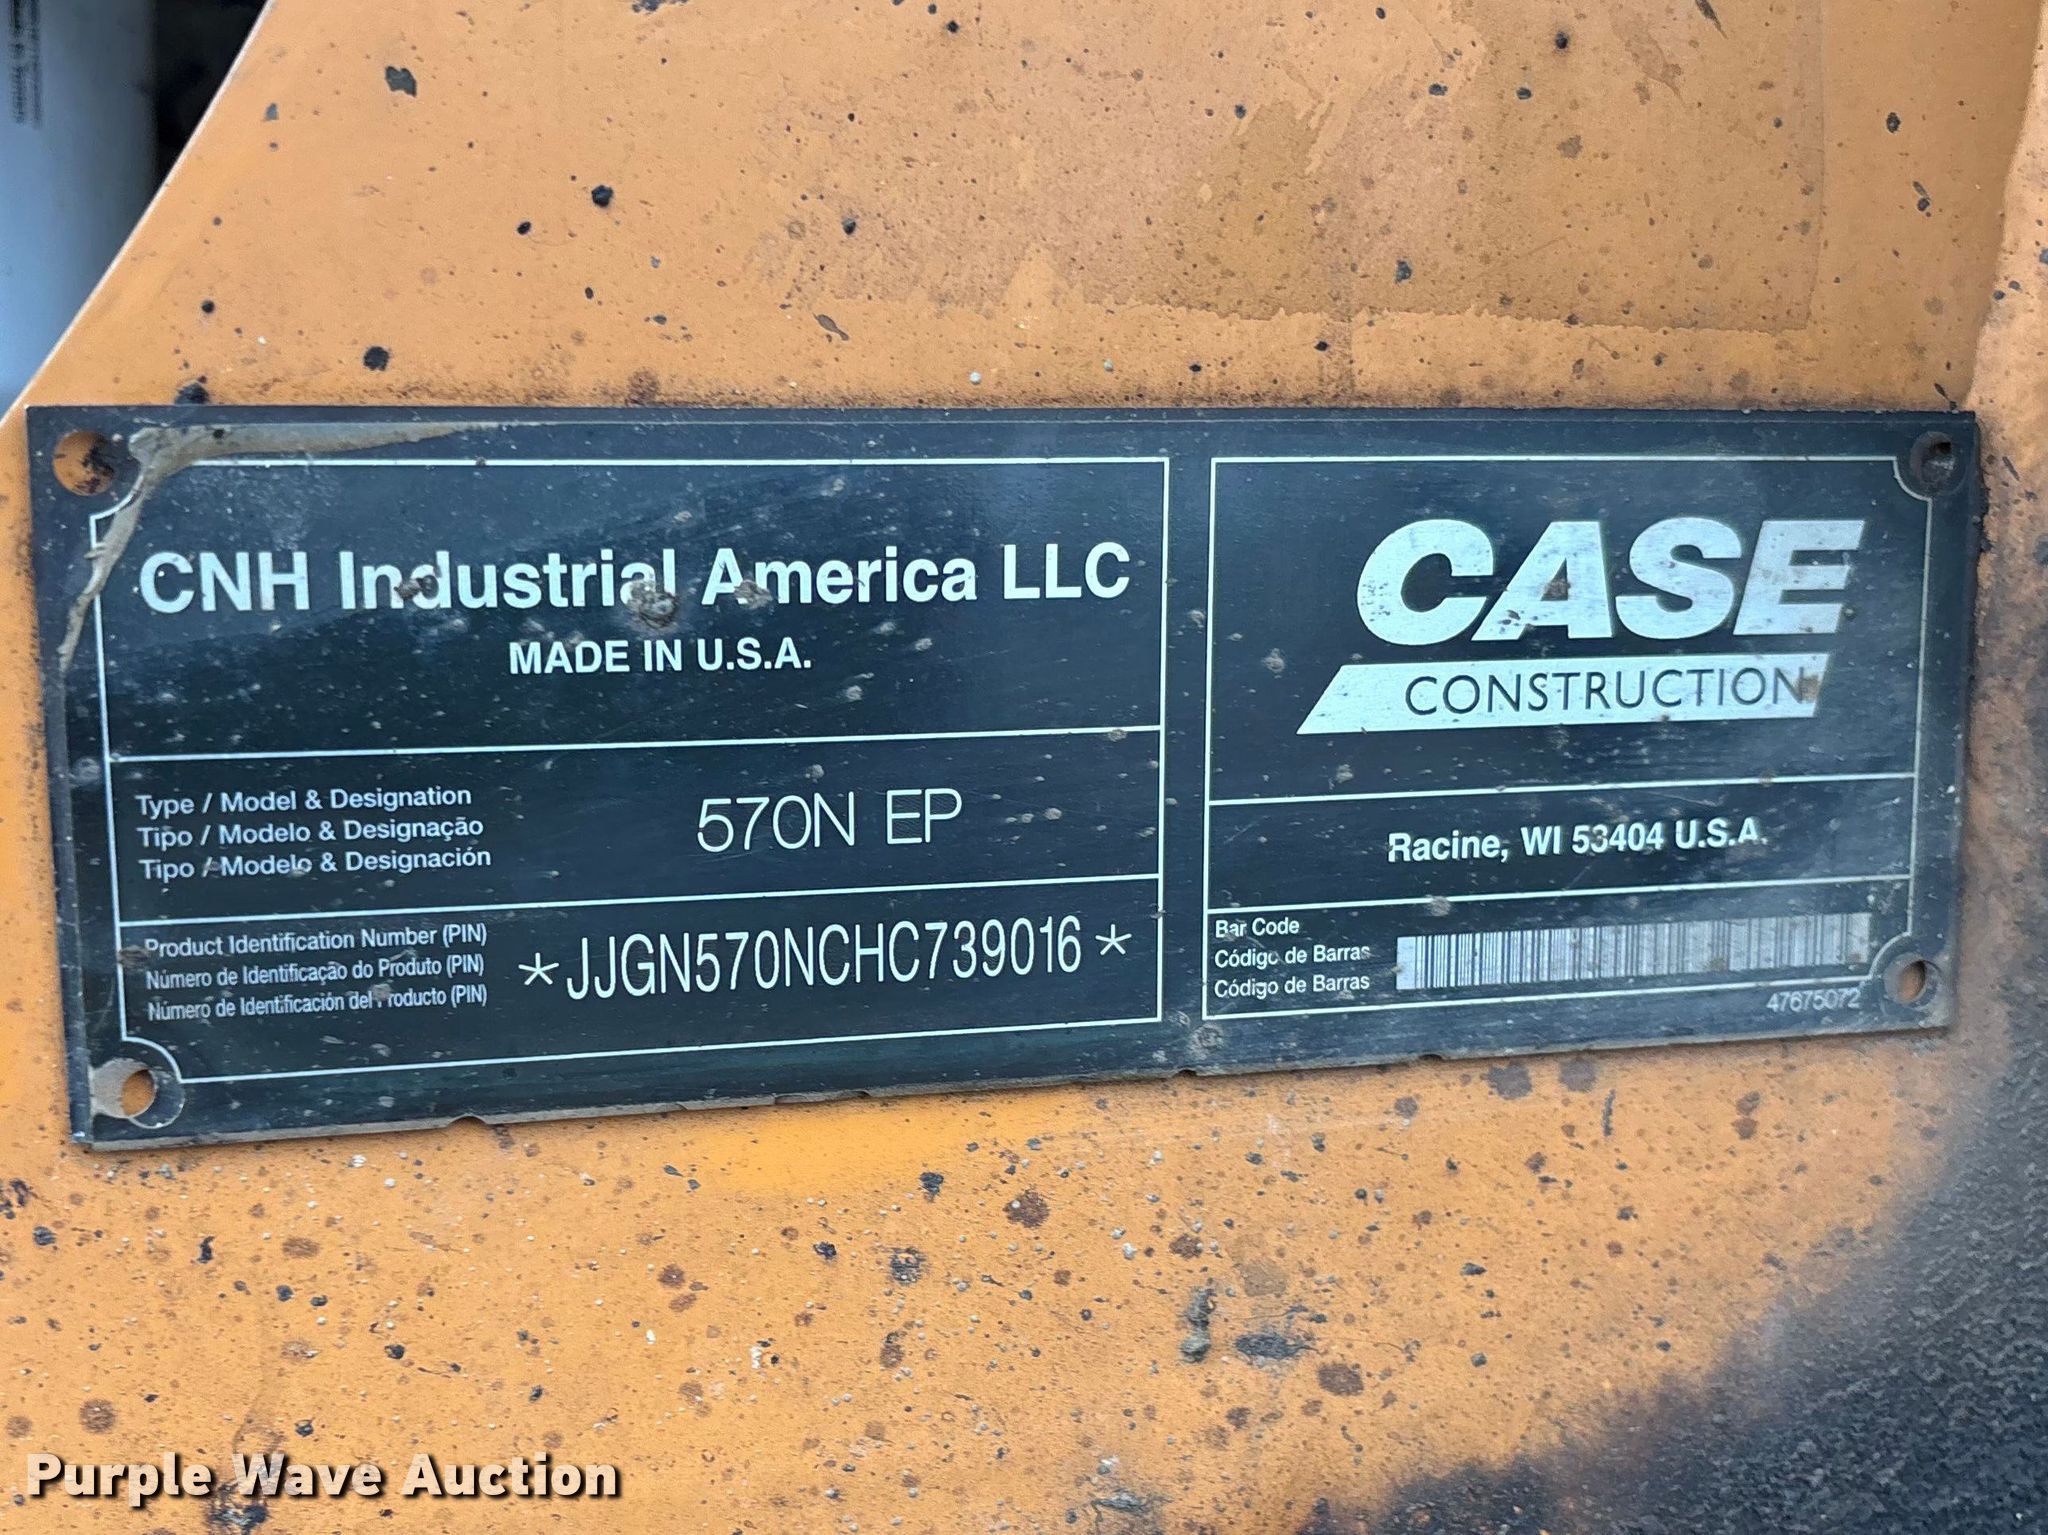 CNH Industrial America LLC
MADE IN U.S.A.
Type / Model & Designation
Tipo / Modelo & Designação
Tipo / Modelo & Designación
570N EP
Product Identification Number (PIN)
Número de Identificação do Produto (PIN)
Número de Identificación del Producto (PIN)
*JJGN570NCHC739016*
CASE
CONSTRUCTION
Racine, WI 53404 U.S.A.
Bar Code
Código de Barras
Código de Barras
47675072
Purple Wave Auction